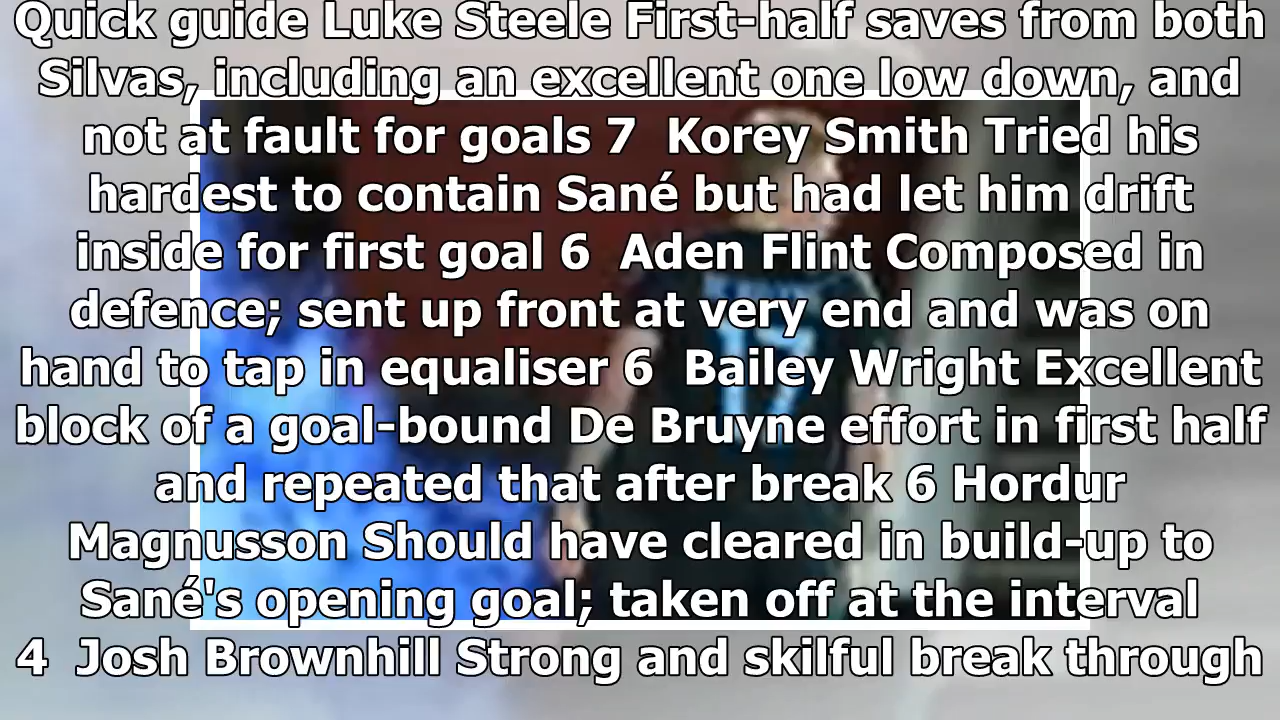 Quick guide Luke Steele First-half saves from both
Silvas, including an excellent one low down, and
not at fault for goals 7  Korey Smith Tried his
hardest to contain Sané but had let him drift
inside for first goal 6  Aden Flint Composed in
defence; sent up front at very end and was on
hand to tap in equaliser 6  Bailey Wright Excellent
block of a goal-bound De Bruyne effort in first half
and repeated that after break 6 Hordur
Magnusson Should have cleared in build-up to
Sané's opening goal; taken off at the interval
4  Josh Brownhill Strong and skilful break through
17